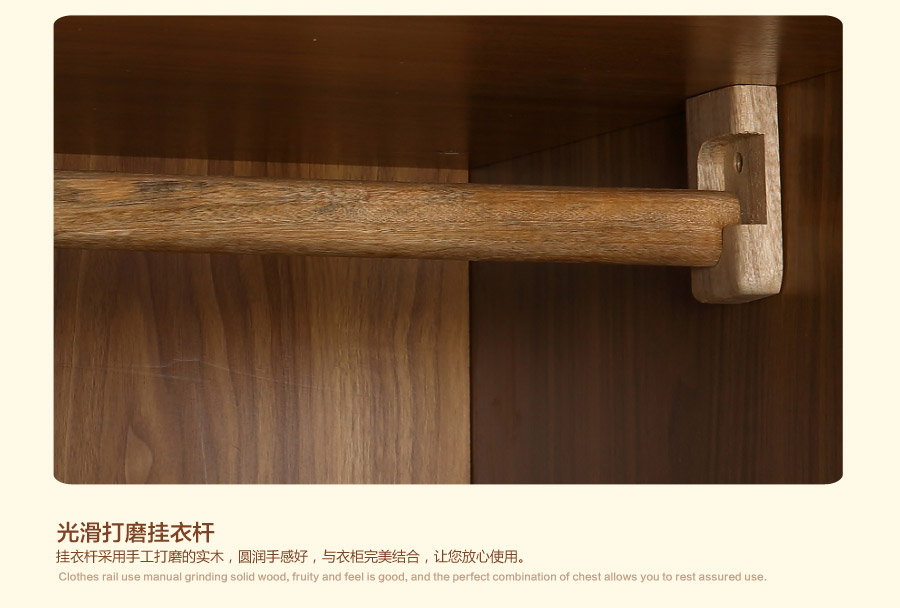 光滑打磨挂衣杆
挂衣杆采用手工打磨的实木，圆润手感好，与衣柜完美结合，让您放心使用。
Clothes rail use manual grinding solid wood, fruity and feel is good, and the perfect combination of chest allows you to rest assured use.